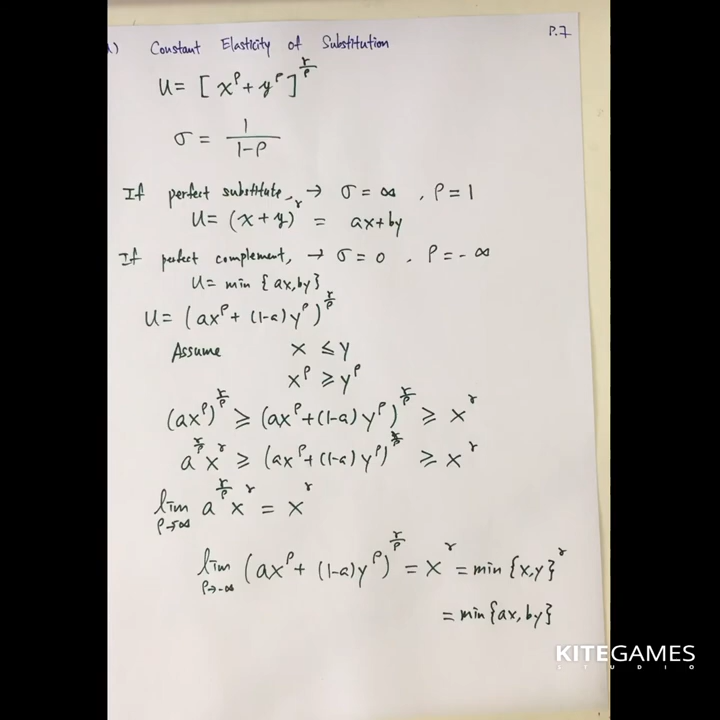 P.7
) Constant Elasticity of Substitution
U = [x^ρ + y^ρ]^(r/ρ)
σ = 1/(1-ρ)
If perfect substitute, → σ = ∞ , ρ = 1
U = (x+y)^r = ax+by
If perfect complement, → σ = 0 , ρ = -∞
U = min {ax, by}
U = (ax^ρ + (1-a)y^ρ)^(r/ρ)
Assume x ≤ y
x^ρ ≥ y^ρ
(ax^ρ)^(r/ρ) ≥ (ax^ρ + (1-a)y^ρ)^(r/ρ) ≥ x^r
a^(r/ρ) x^r ≥ (ax^ρ + (1-a)y^ρ)^(r/ρ) ≥ x^r
lim ρ→∞ a^(r/ρ) x^r = x^r
lim ρ→-∞ (ax^ρ + (1-a)y^ρ)^(r/ρ) = x^r = min {x,y}^r
= min {ax, by}
KITEGAMES
STUDIO